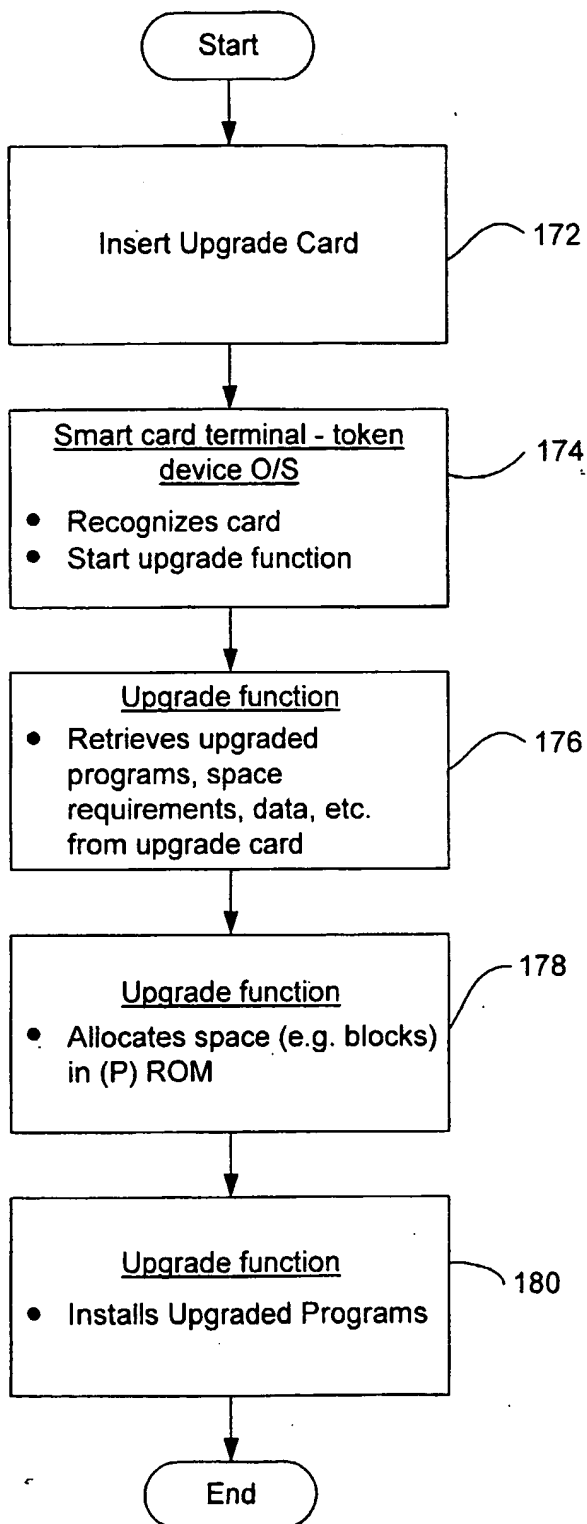 Start
Insert Upgrade Card
172
Smart card terminal - token
device O/S
174
● Recognizes card
● Start upgrade function
Upgrade function
● Retrieves upgraded
programs, space
requirements, data, etc.
from upgrade card
176
178
Upgrade function
● Allocates space (e.g. blocks)
in (P) ROM
Upgrade function
180
● Installs Upgraded Programs
End